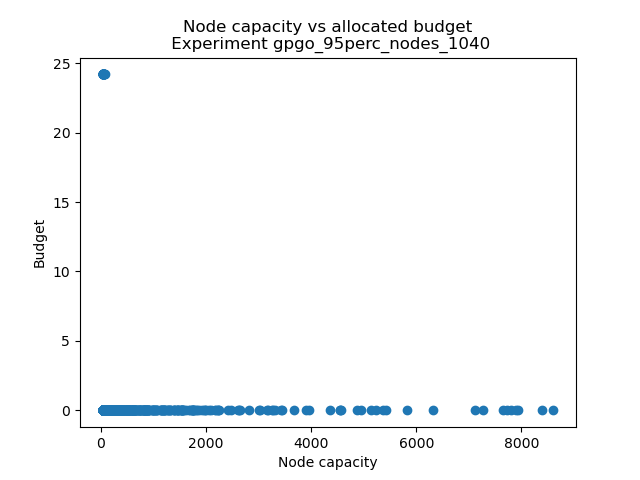 Node capacity vs allocated budget
Experiment gpgo_95perc_nodes_1040
25
20
15
10
5
0
Budget
0 2000 4000 6000 8000
Node capacity